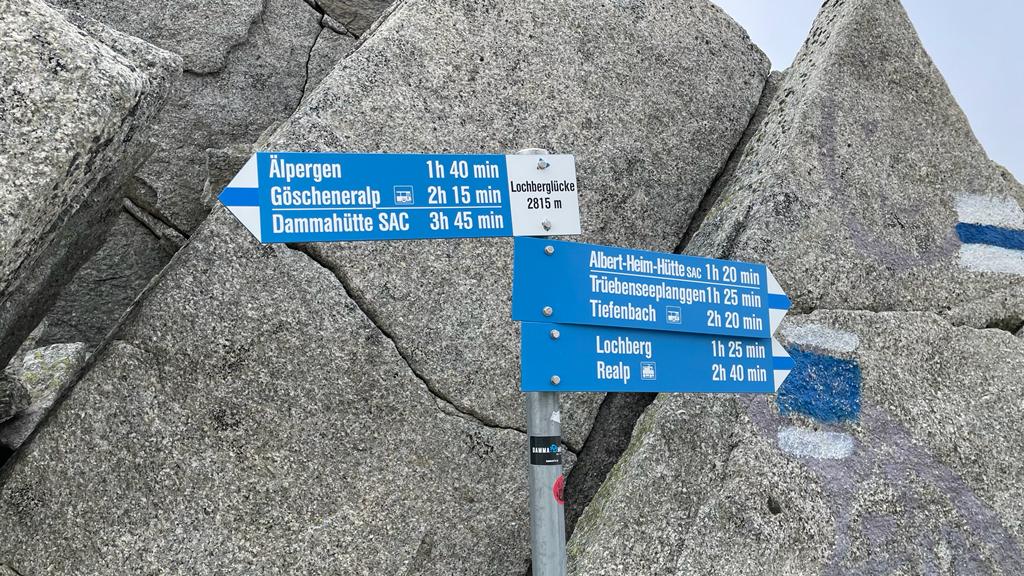 Älpergen 1h 40 min
Göscheneralp 2h 15 min
Dammahütte SAC 3h 45 min
Lochberglücke
2815 m
Albert-Heim-Hütte SAC 1h 20 min
Trüebenseeplanggen 1h 25 min
Tiefenbach 2h 20 min
Lochberg 1h 25 min
Realp 2h 40 min